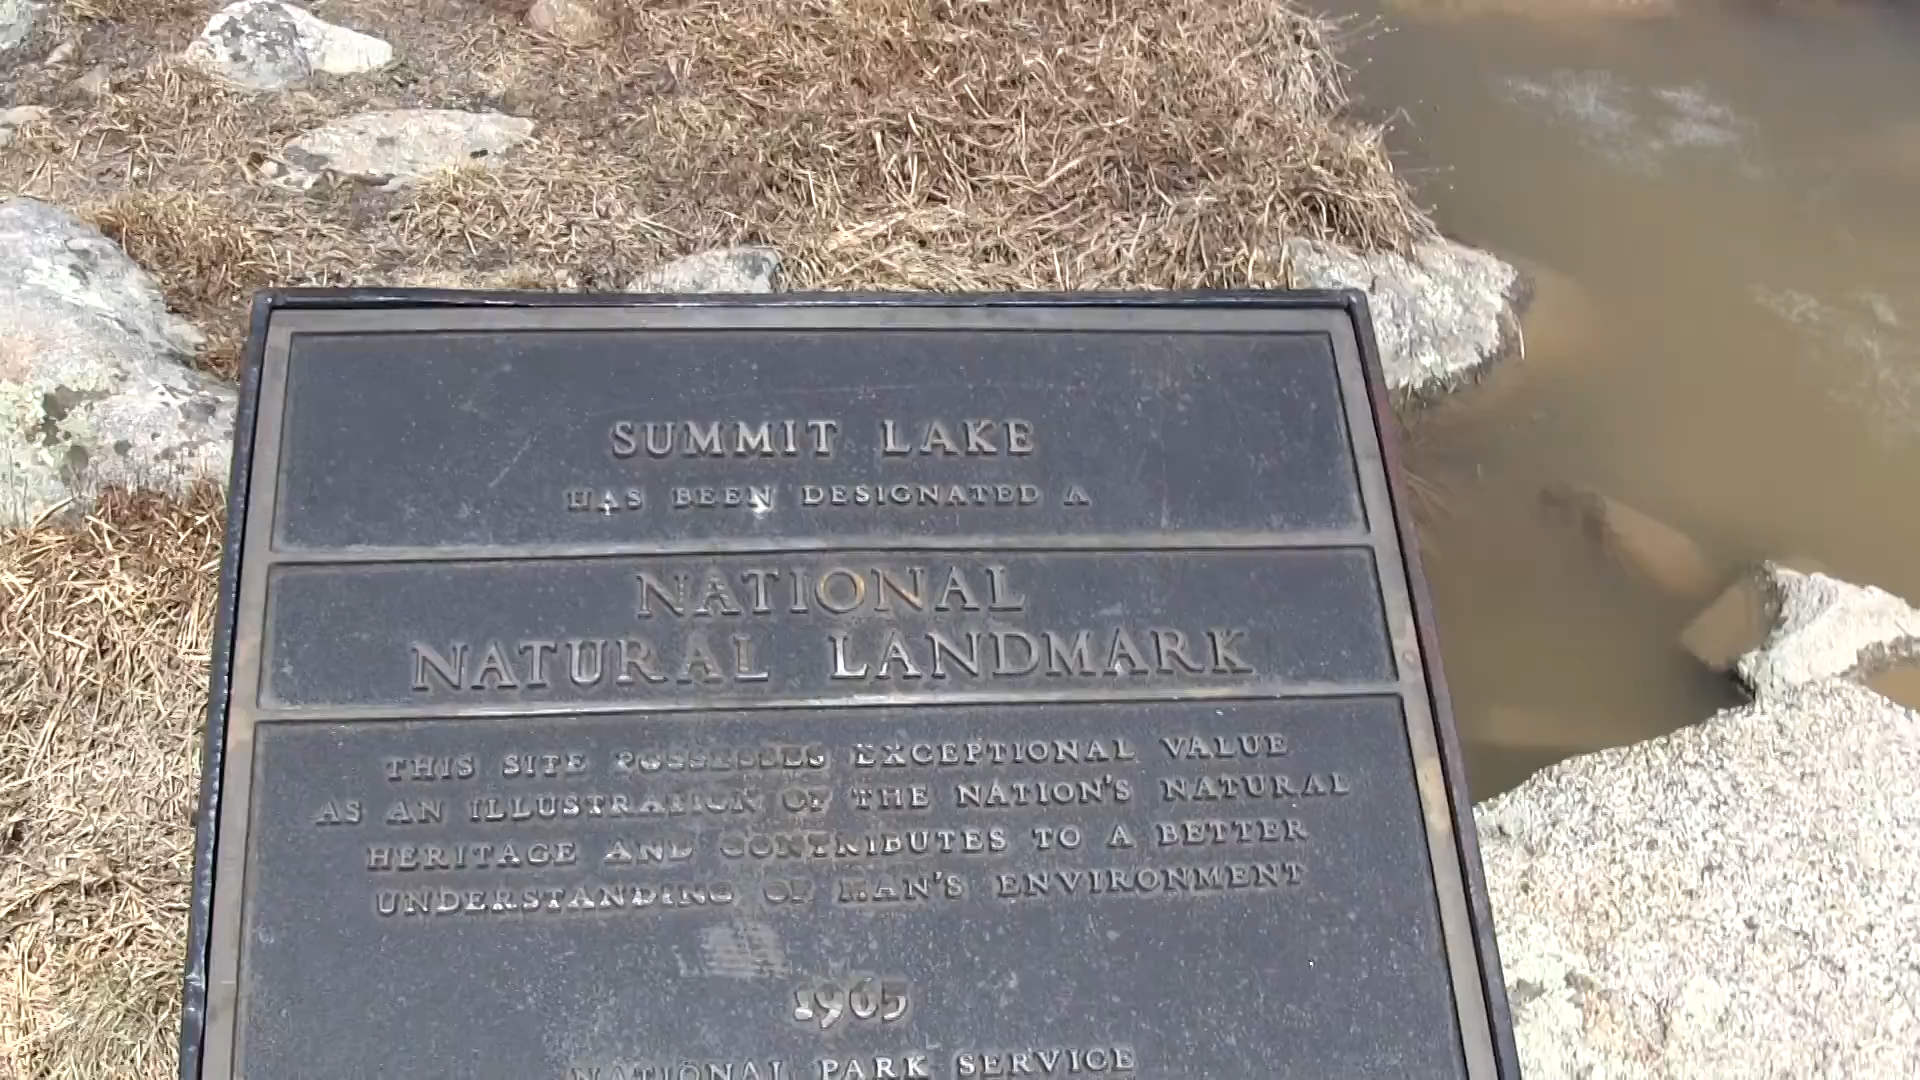 SUMMIT LAKE
HAS BEEN DESIGNATED A
NATIONAL
NATURAL LANDMARK
THIS SITE POSSESSES EXCEPTIONAL VALUE
AS AN ILLUSTRATION OF THE NATION'S NATURAL
HERITAGE AND CONTRIBUTES TO A BETTER
UNDERSTANDING OF MAN'S ENVIRONMENT
1965
NATIONAL PARK SERVICE